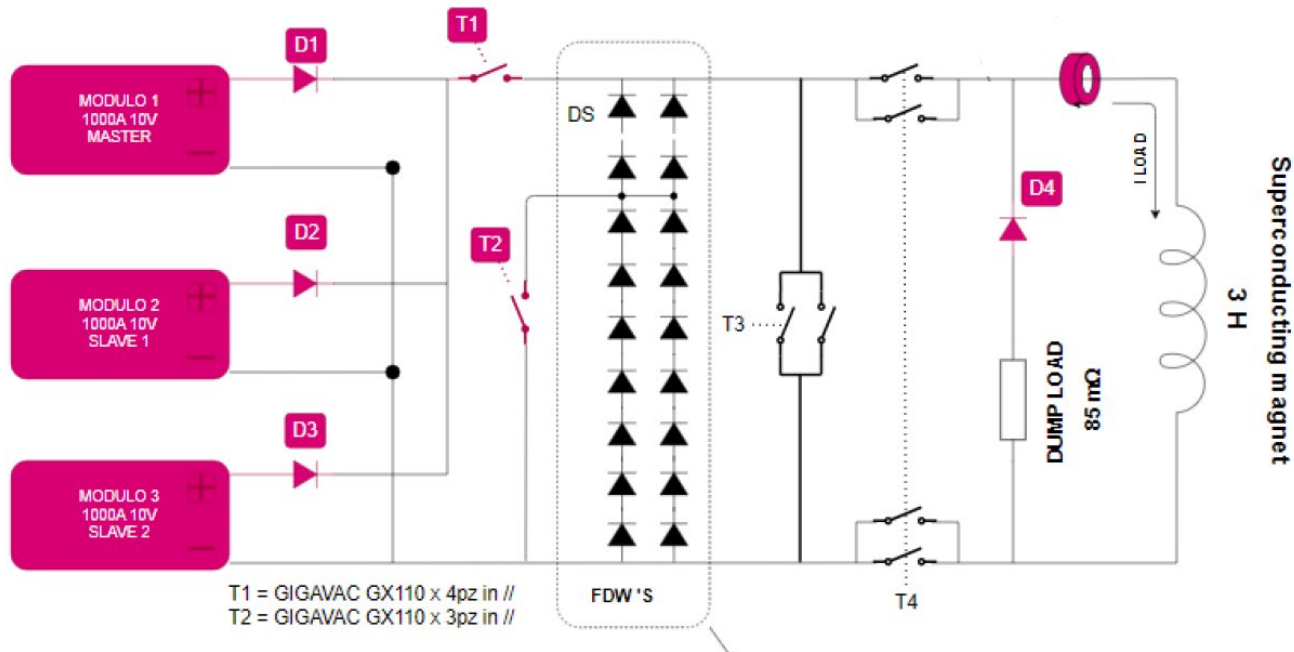 T1
D1
MODULO 1
1000A 10V
MASTER
+
−
DS
I LOAD
D4
D2
T2
MODULO 2
1000A 10V
SLAVE 1
+
−
T3
DUMP LOAD
85 mΩ
3 H
Superconducting magnet
D3
MODULO 3
1000A 10V
SLAVE 2
+
−
T1 = GIGAVAC GX110 x 4pz in //
T2 = GIGAVAC GX110 x 3pz in //
FDW 'S
T4